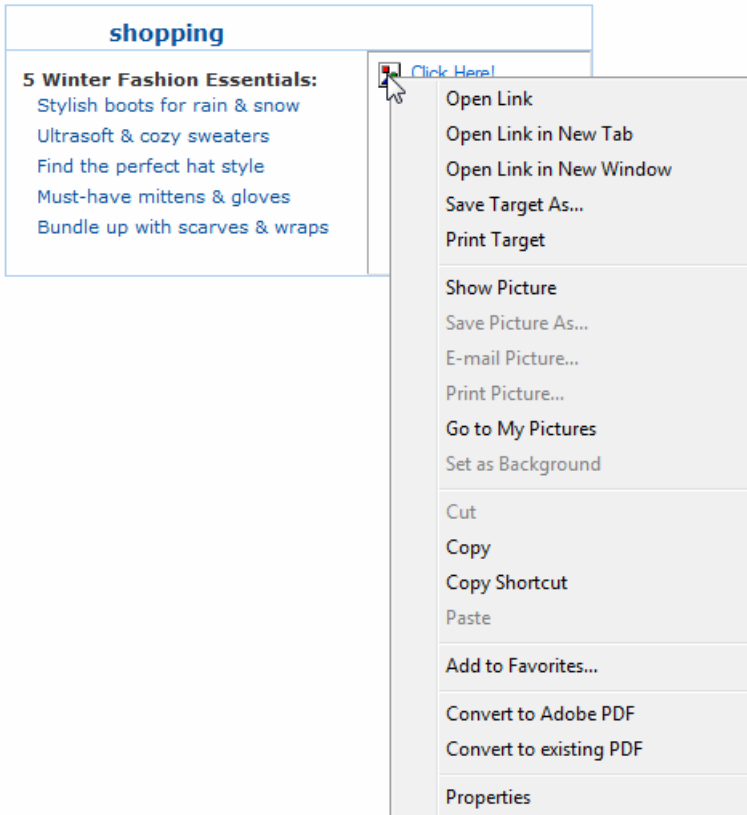 shopping
5 Winter Fashion Essentials:
Stylish boots for rain & snow
Ultrasoft & cozy sweaters
Find the perfect hat style
Must-have mittens & gloves
Bundle up with scarves & wraps
Click Here!
Open Link
Open Link in New Tab
Open Link in New Window
Save Target As...
Print Target
Show Picture
Save Picture As...
E-mail Picture...
Print Picture...
Go to My Pictures
Set as Background
Cut
Copy
Copy Shortcut
Paste
Add to Favorites...
Convert to Adobe PDF
Convert to existing PDF
Properties